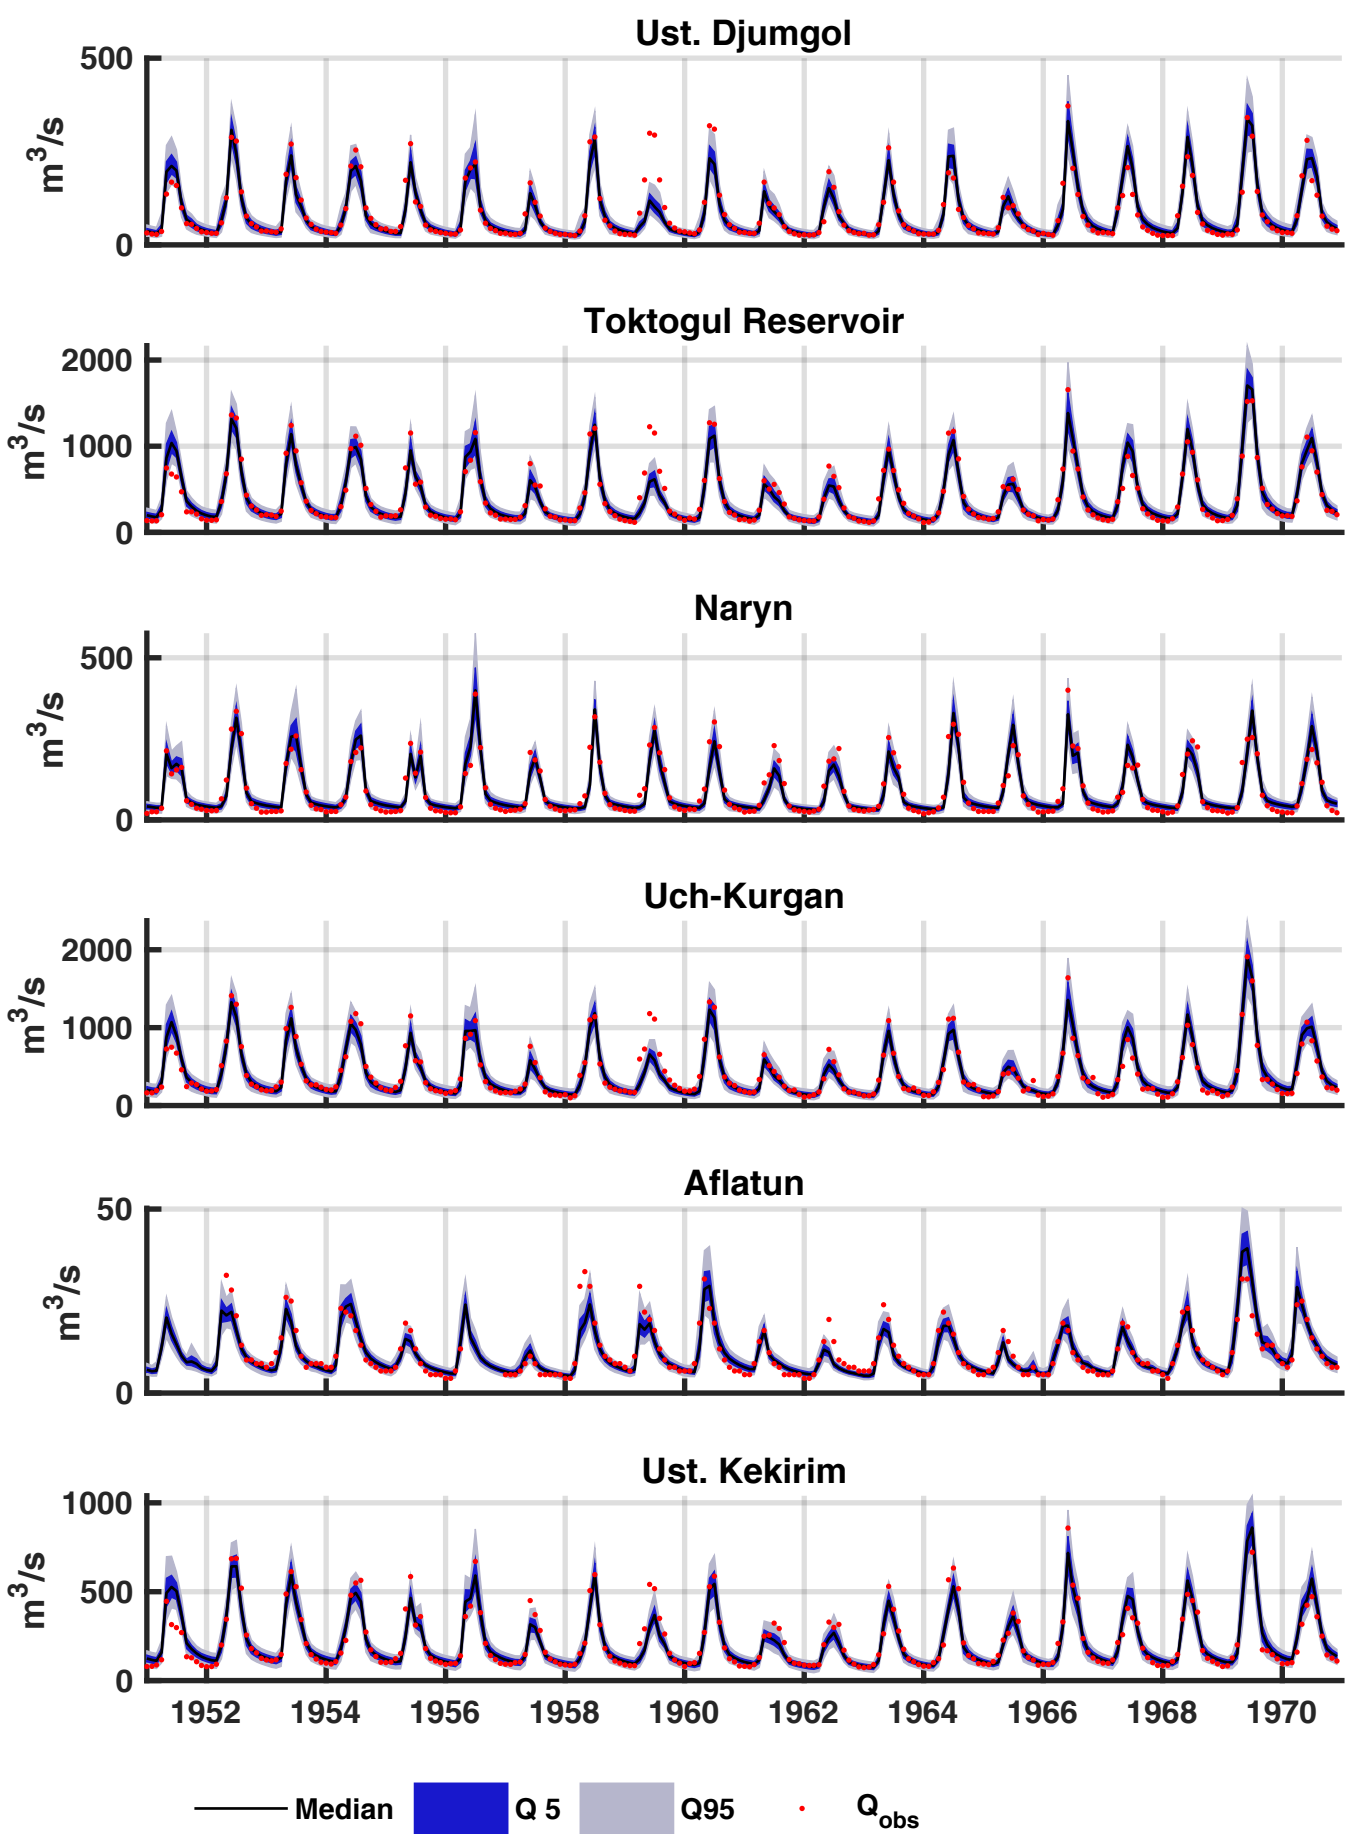 Ust. Djumgol
500
0
m³/s
Toktogul Reservoir
2000
1000
0
m³/s
Naryn
500
0
m³/s
Uch-Kurgan
2000
1000
0
m³/s
Aflatun
50
0
m³/s
Ust. Kekirim
1000
500
0
m³/s
1952 1954 1956 1958 1960 1962 1964 1966 1968 1970
Median Q 5 Q95 Qobs